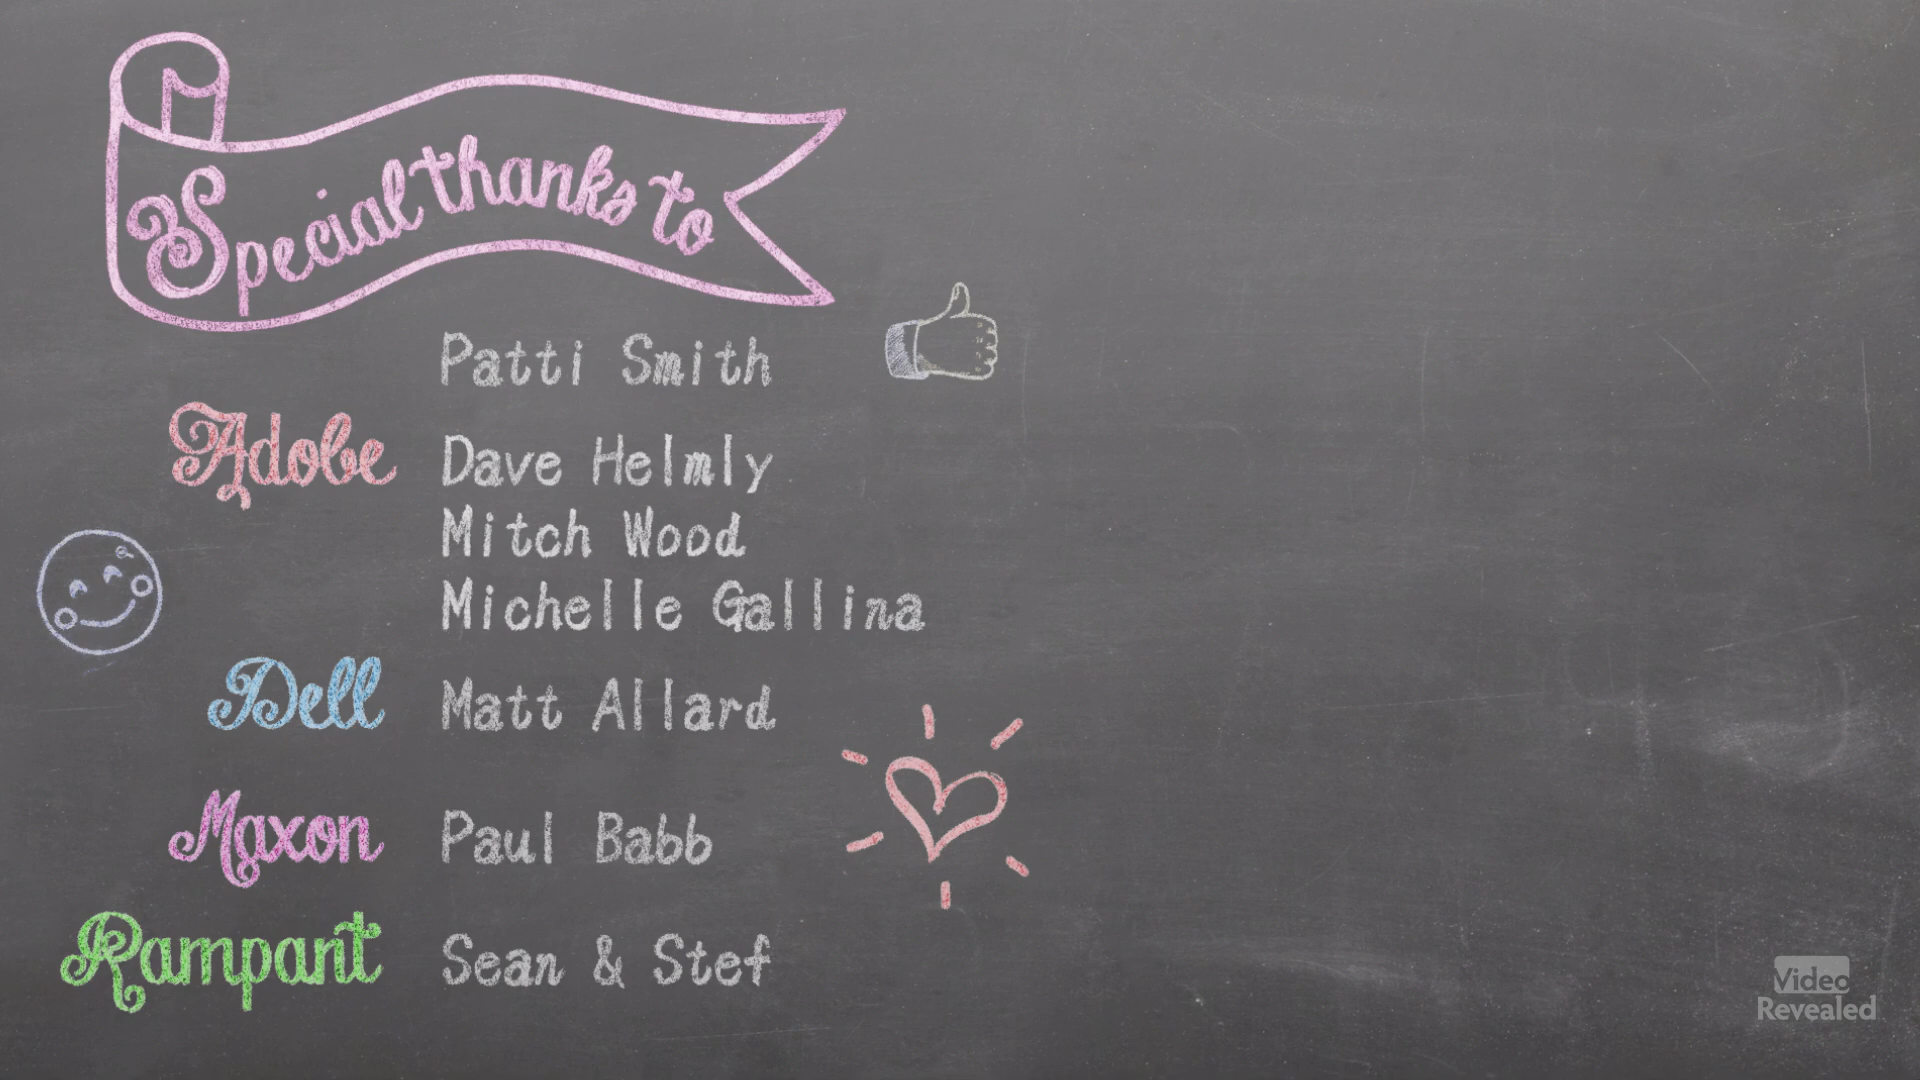 Special thanks to
Patti Smith
Adobe Dave Helmly
Mitch Wood
Michelle Gallina
Dell Matt Allard
Maxon Paul Babb
Rampant Sean & Stef
Video
Revealed